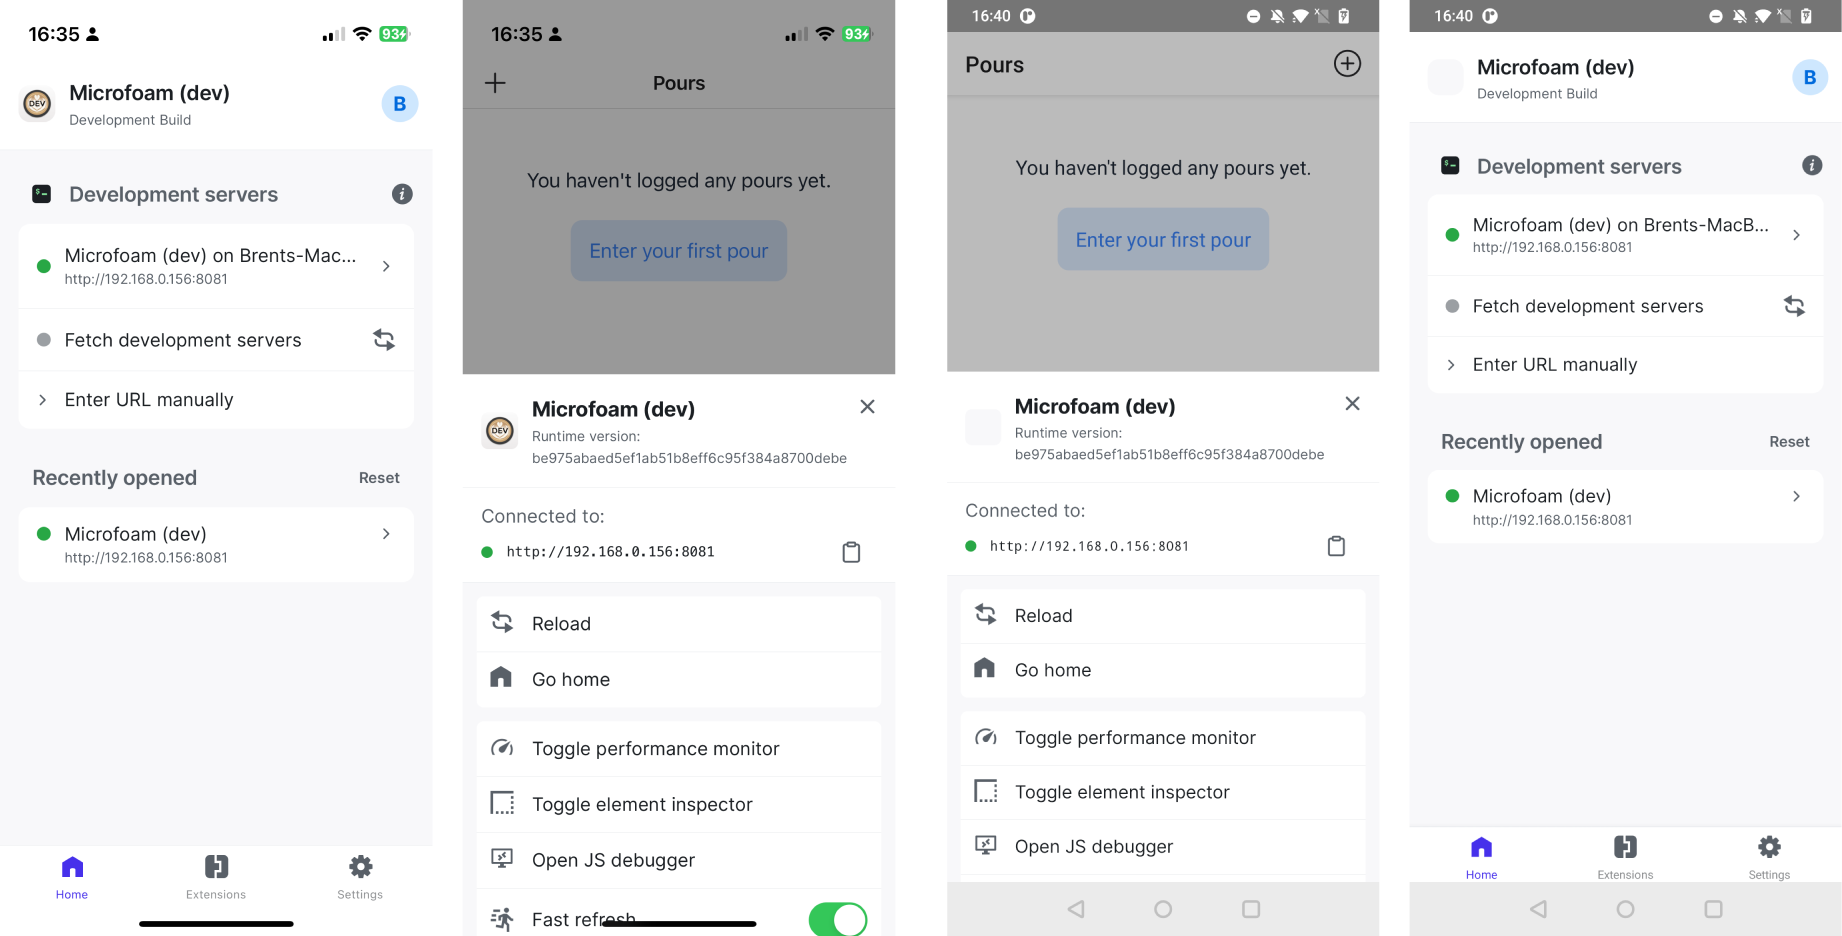 16:35
93
DEV
Microfoam (dev)
Development Build
B
Development servers
i
Microfoam (dev) on Brents-Mac...
http://192.168.0.156:8081
Fetch development servers
Enter URL manually
Recently opened
Reset
Microfoam (dev)
http://192.168.0.156:8081
Home
Extensions
Settings
16:35
93
Pours
You haven't logged any pours yet.
Enter your first pour
DEV
Microfoam (dev)
Runtime version:
be975abaed5ef1ab51b8eff6c95f384a8700debe
Connected to:
http://192.168.0.156:8081
Reload
Go home
Toggle performance monitor
Toggle element inspector
Open JS debugger
Fast refresh
16:40
Pours
You haven't logged any pours yet.
Enter your first pour
Microfoam (dev)
Runtime version:
be975abaed5ef1ab51b8eff6c95f384a8700debe
Connected to:
http://192.168.0.156:8081
Reload
Go home
Toggle performance monitor
Toggle element inspector
Open JS debugger
16:40
Microfoam (dev)
Development Build
B
Development servers
i
Microfoam (dev) on Brents-MacB...
http://192.168.0.156:8081
Fetch development servers
Enter URL manually
Recently opened
Reset
Microfoam (dev)
http://192.168.0.156:8081
Home
Extensions
Settings